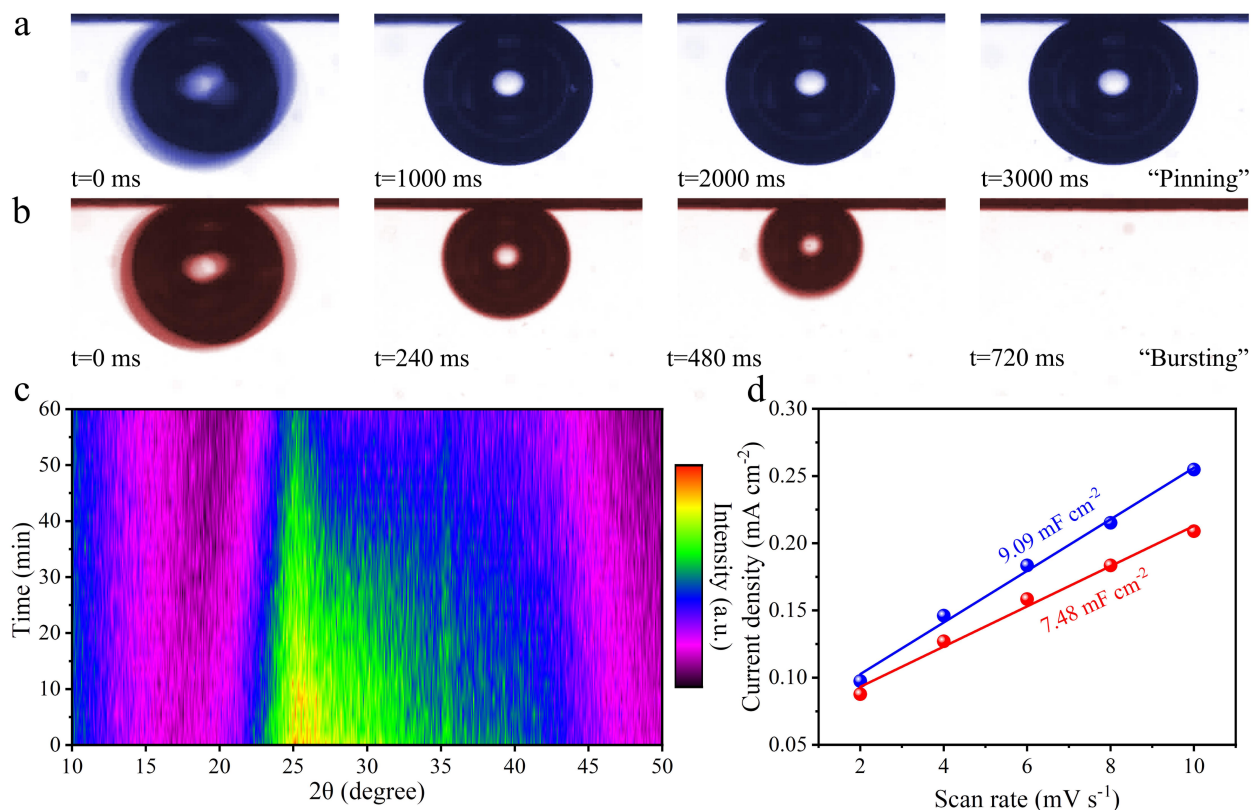 a
t=0 ms
t=1000 ms
t=2000 ms
t=3000 ms
“Pinning”
b
t=0 ms
t=240 ms
t=480 ms
t=720 ms
“Bursting”
c
60
50
40
30
20
10
0
Time (min)
10 15 20 25 30 35 40 45 50
2θ (degree)
Intensity (a.u.)
d
0.30
0.25
0.20
0.15
0.10
0.05
Current density (mA cm⁻²)
9.09 mF cm⁻²
7.48 mF cm⁻²
2 4 6 8 10
Scan rate (mV s⁻¹)